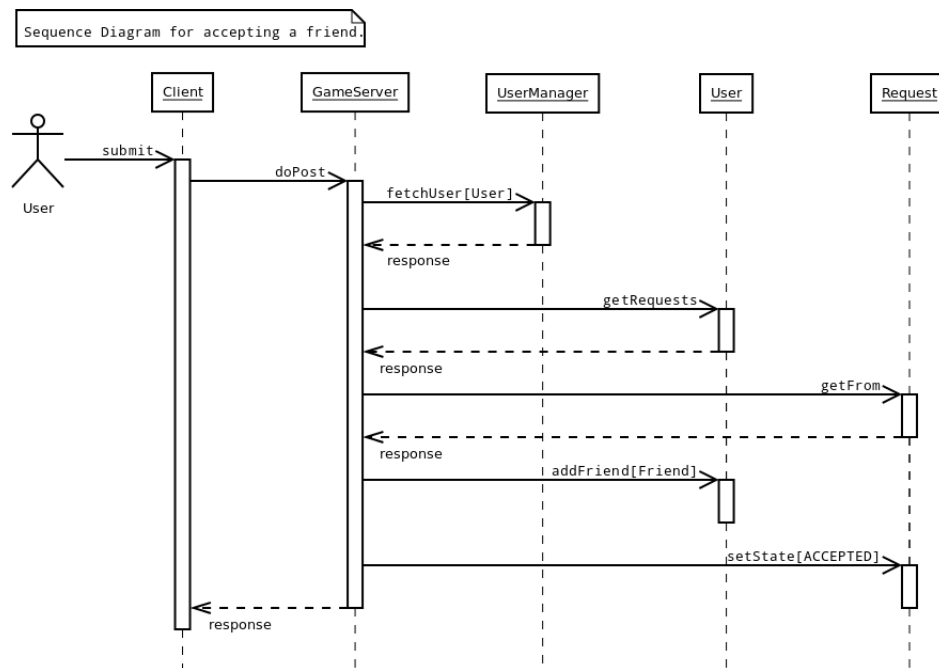 Sequence Diagram for accepting a friend.
Client
GameServer
UserManager
User
Request
submit
User
doPost
fetchUser[User]
response
getRequests
response
getFrom
response
addFriend[Friend]
setState[ACCEPTED]
response